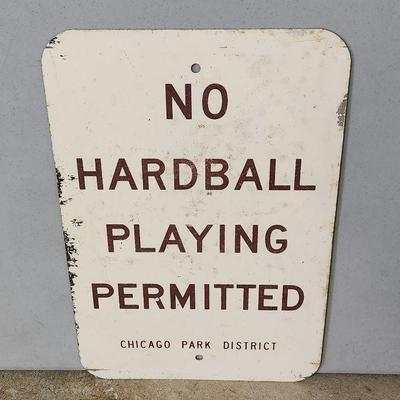 NO
HARDBALL
PLAYING
PERMITTED
CHICAGO PARK DISTRICT